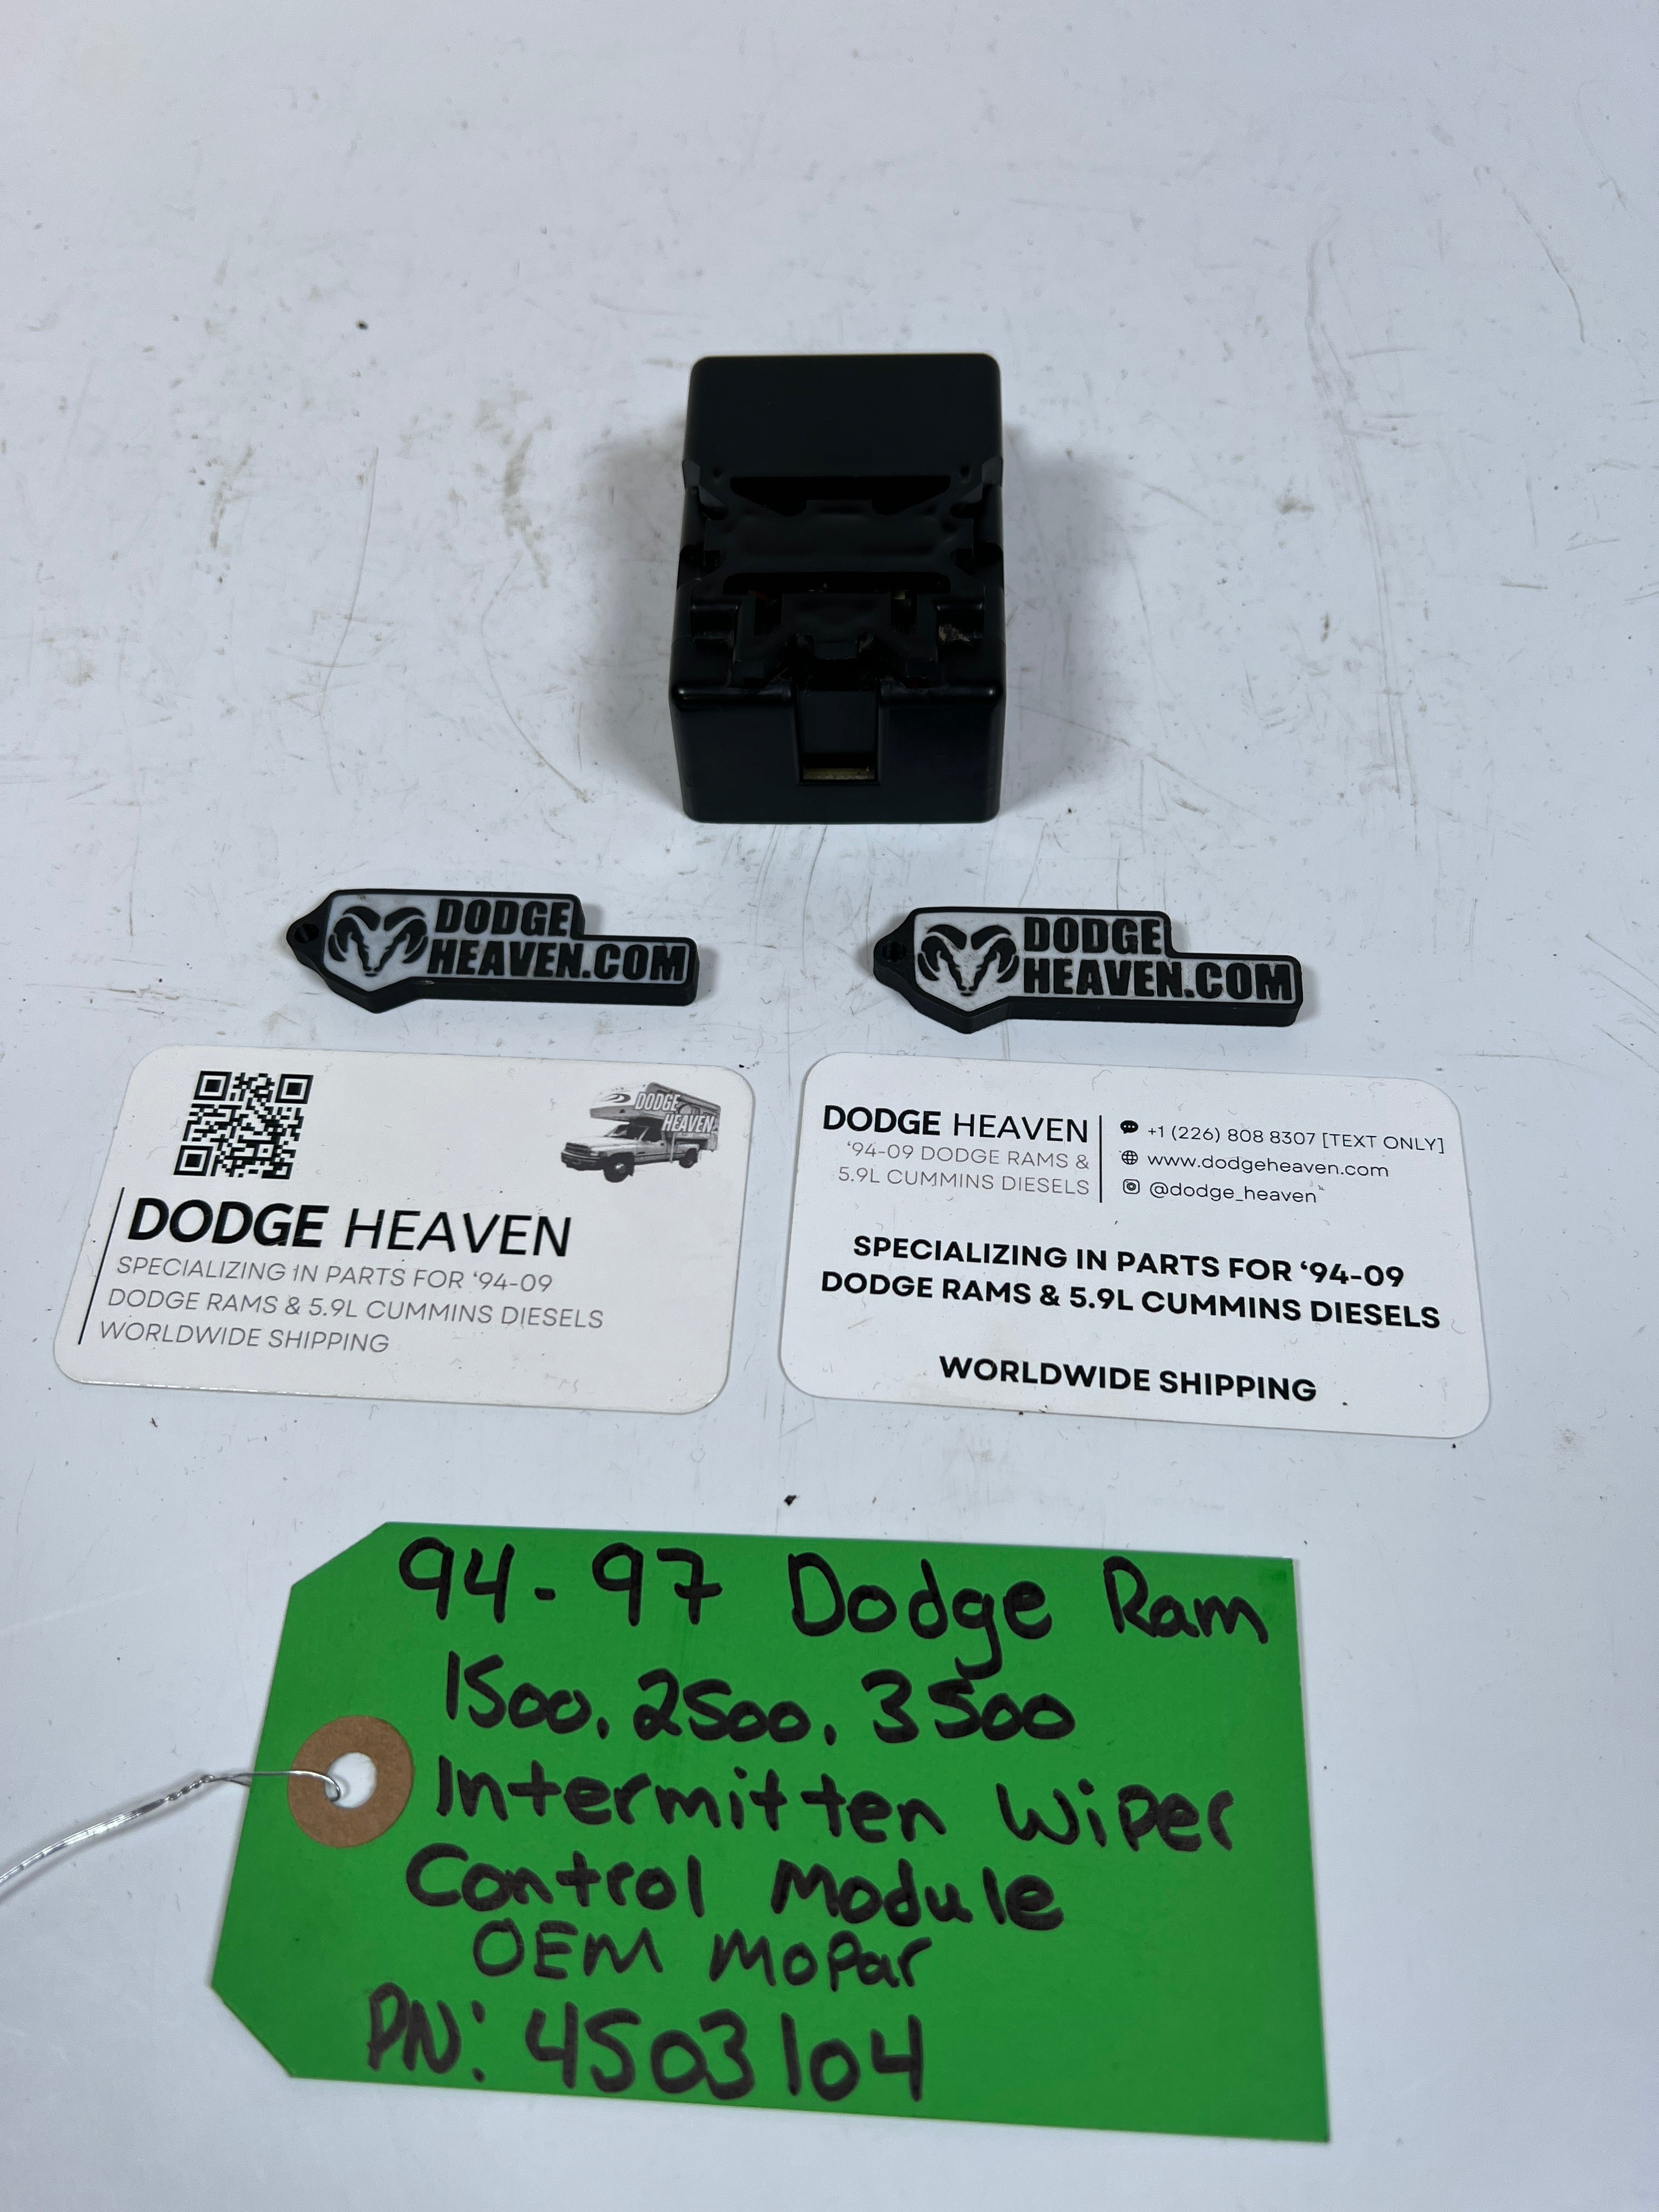 DODGE
HEAVEN.COM
DODGE
HEAVEN.COM
DODGE
HEAVEN
DODGE HEAVEN
SPECIALIZING IN PARTS FOR ‘94-09
DODGE RAMS & 5.9L CUMMINS DIESELS
WORLDWIDE SHIPPING
DODGE HEAVEN
‘94-09 DODGE RAMS &
5.9L CUMMINS DIESELS
+1 (226) 808 8307 [TEXT ONLY]
www.dodgeheaven.com
@dodge_heaven
SPECIALIZING IN PARTS FOR ‘94-09
DODGE RAMS & 5.9L CUMMINS DIESELS
WORLDWIDE SHIPPING
94-97 Dodge Ram
1500, 2500, 3500
Intermitten Wiper
Control Module
OEM Mopar
PN: 4503104